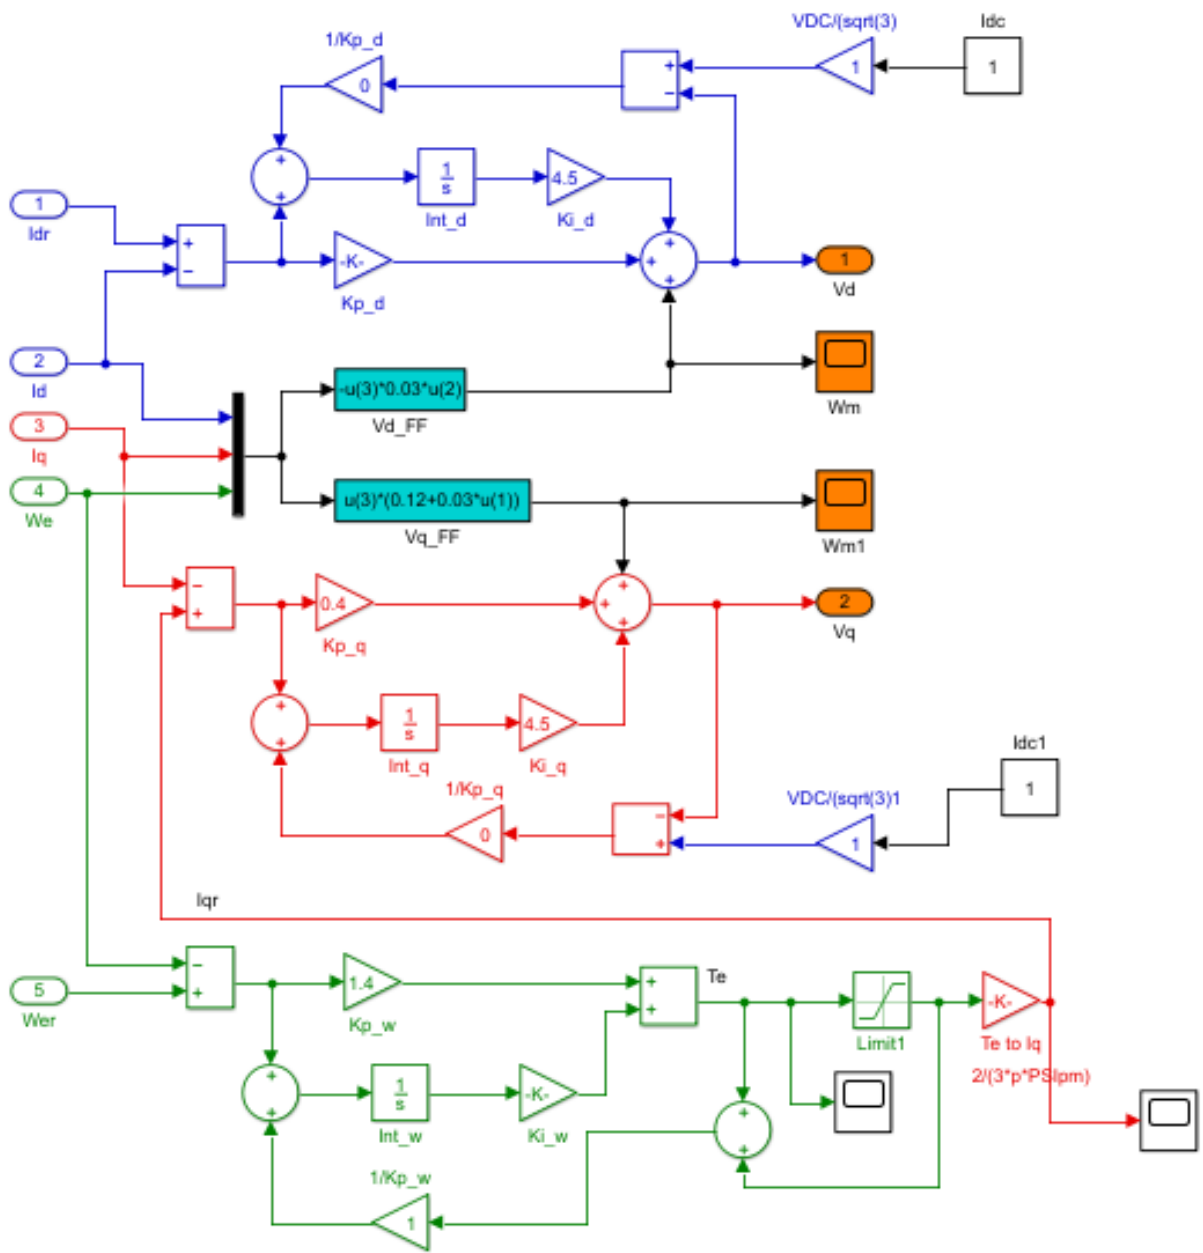 VDC/(sqrt(3)
Idc
1/Kp_d
+
−
1
1
0
+
+
1
s
4.5
Int_d
Ki_d
1
Idr
+
−
-K-
Kp_d
+
+
+
1
Vd
2
Id
-u(3)*0.03*u(2)
Vd_FF
Wm
3
Iq
4
We
u(3)*(0.12+0.03*u(1))
Vq_FF
Wm1
−
+
0.4
Kp_q
+
+
+
2
Vq
+
+
1
s
4.5
Int_q
Ki_q
Idc1
1
1/Kp_q
VDC/(sqrt(3)1
0
−
+
1
Iqr
5
Wer
−
+
1.4
Kp_w
+
+
Te
Limit1
-K-
Te to Iq
2/(3*p*PSIpm)
+
+
1
s
-K-
Int_w
Ki_w
+
+
1/Kp_w
1